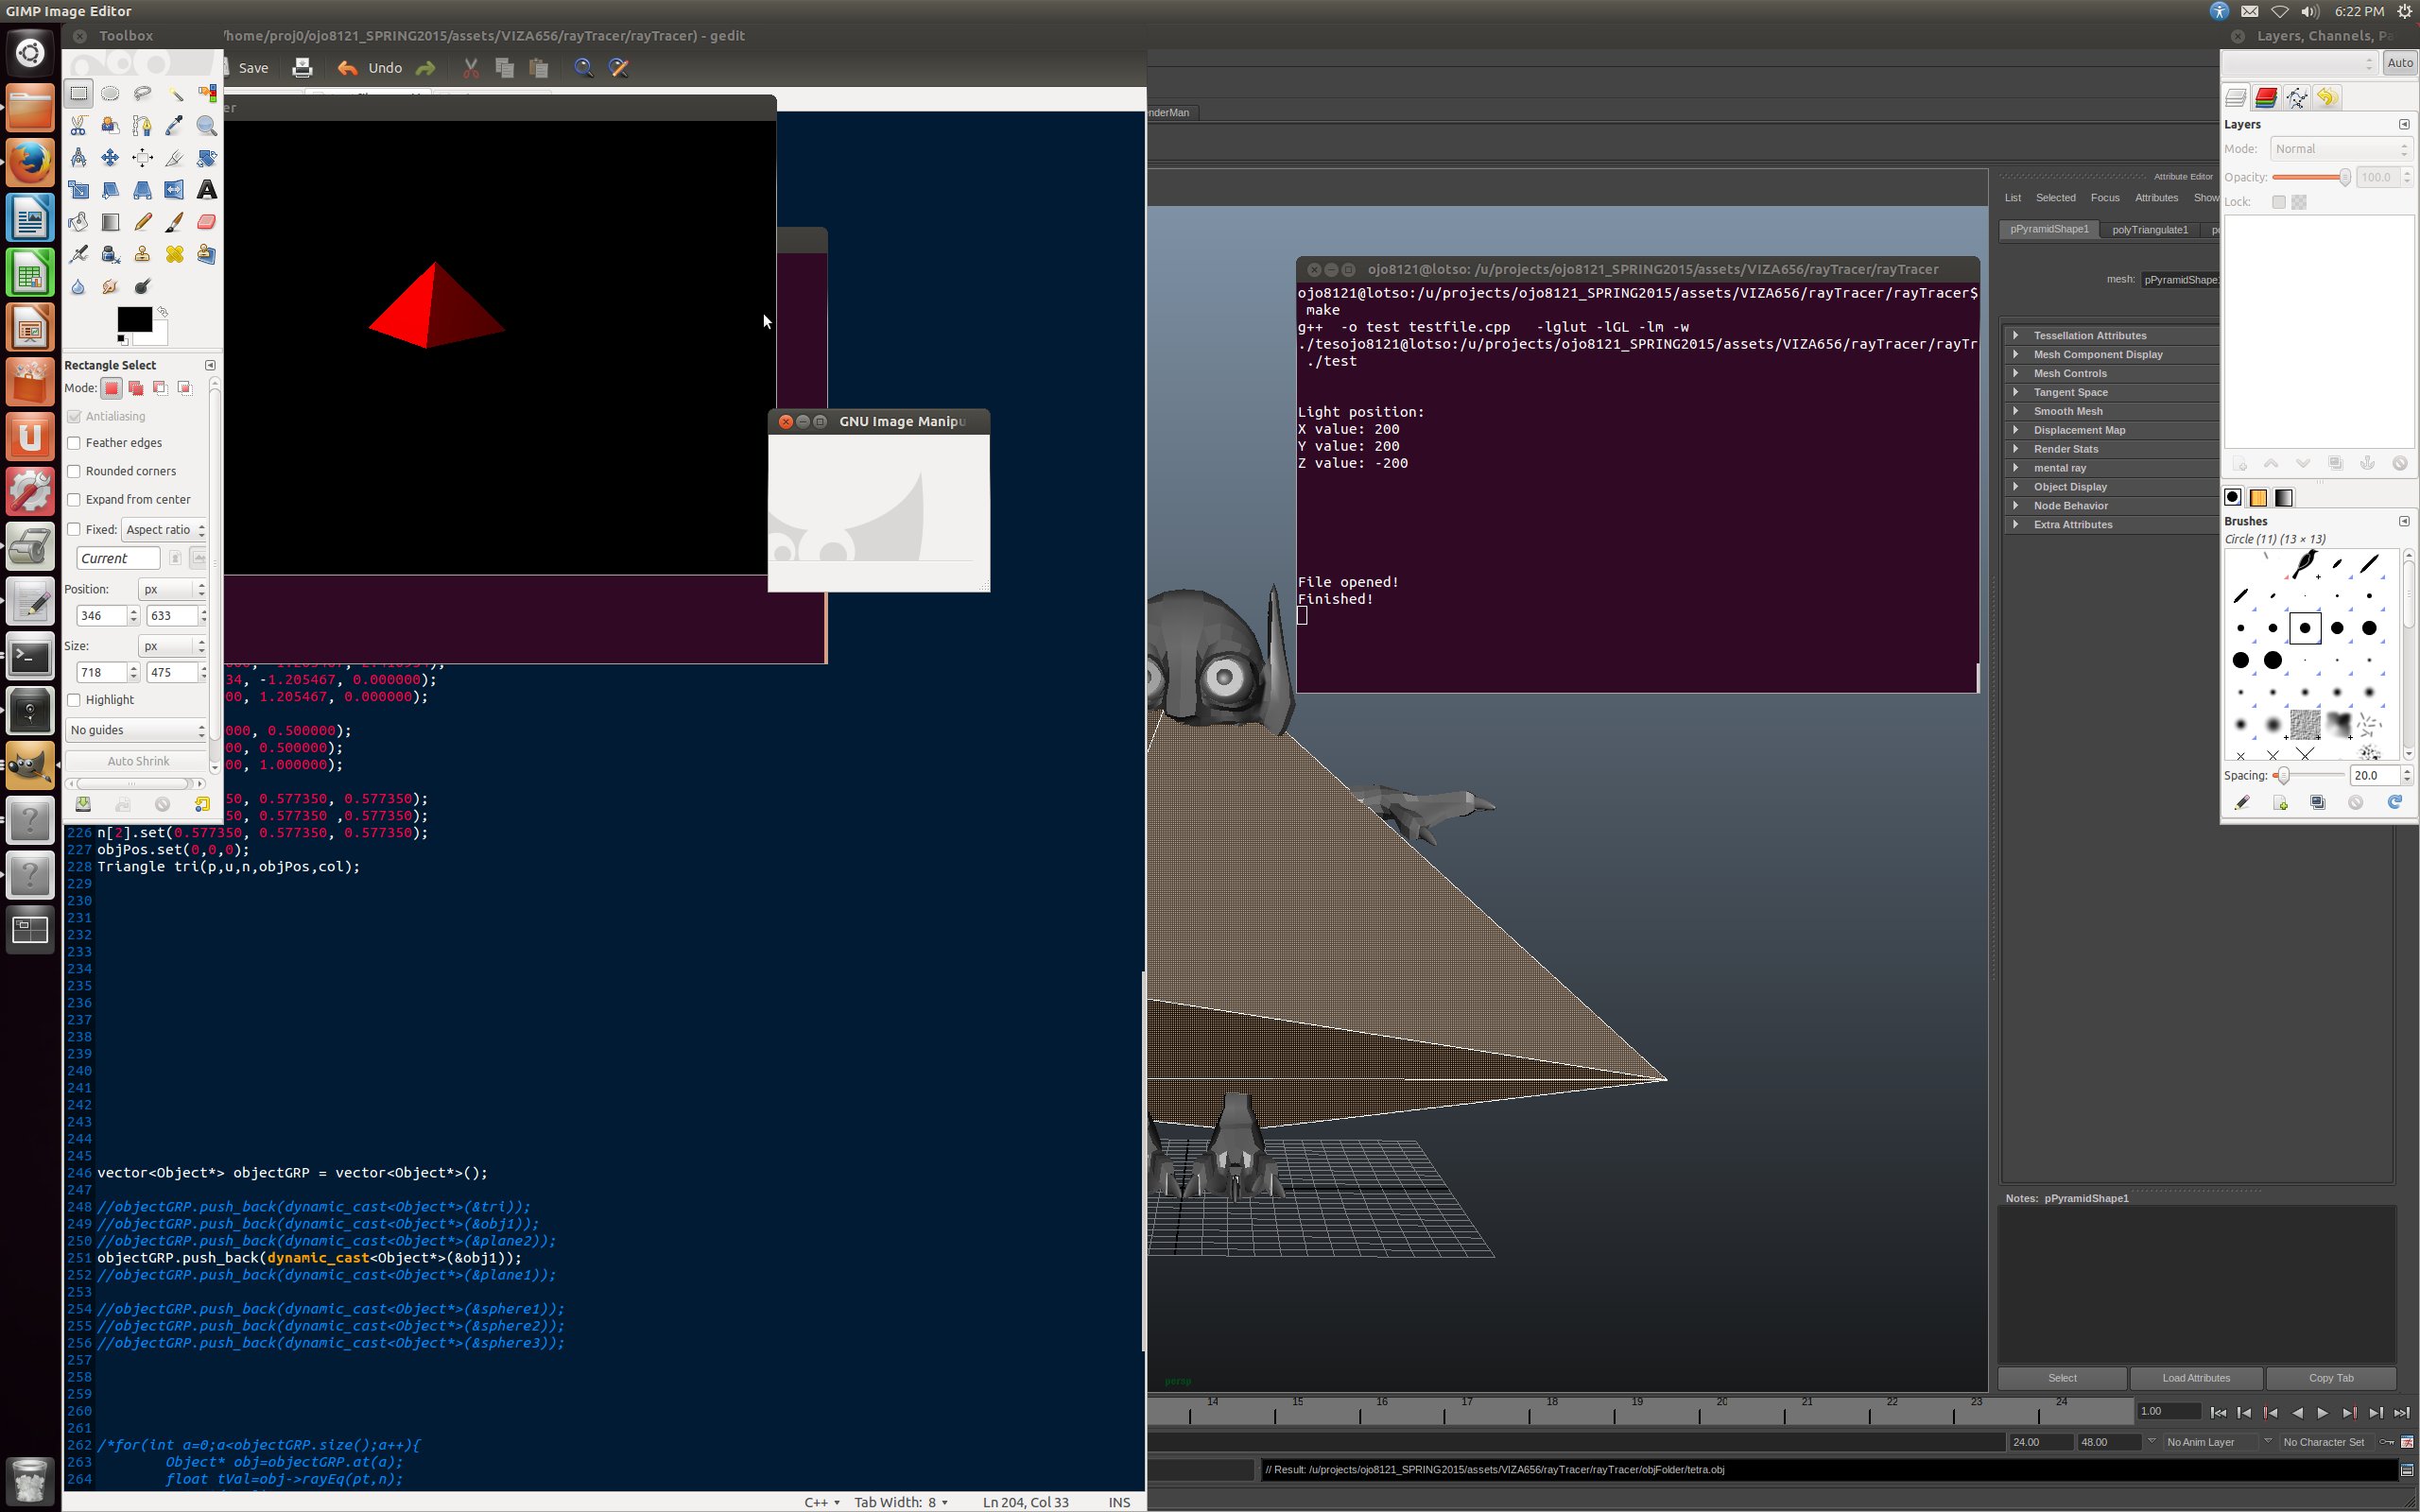 GIMP Image Editor
6:22 PM
Toolbox
/home/proj0/ojo8121_SPRING2015/assets/VIZA656/rayTracer/rayTracer) - gedit
Layers, Channels, Pa
Save
Undo
Auto
er
nderMan
Layers
Mode: Normal
Opacity: 100.0
Lock:
Attribute Editor
List Selected Focus Attributes Show
pPyramidShape1 polyTriangulate1
mesh: pPyramidShape
Tessellation Attributes
Mesh Component Display
Mesh Controls
Tangent Space
Smooth Mesh
Displacement Map
Render Stats
mental ray
Object Display
Node Behavior
Extra Attributes
ojo8121@lotso: /u/projects/ojo8121_SPRING2015/assets/VIZA656/rayTracer/rayTracer
ojo8121@lotso:/u/projects/ojo8121_SPRING2015/assets/VIZA656/rayTracer/rayTracer$
make
g++  -o test testfile.cpp   -lglut -lGL -lm -w
./tesojo8121@lotso:/u/projects/ojo8121_SPRING2015/assets/VIZA656/rayTracer/rayTr
./test
Light position:
X value: 200
Y value: 200
Z value: -200
File opened!
Finished!
Rectangle Select
Mode:
Antialiasing
Feather edges
Rounded corners
Expand from center
Fixed: Aspect ratio
Current
Position: px
346 633
Size: px
718 475
Highlight
No guides
Auto Shrink
GNU Image Manipu
Brushes
Circle (11) (13 × 13)
Spacing: 20.0
34, -1.205467, 0.000000);
00, 1.205467, 0.000000);
000, 0.500000);
00, 0.500000);
00, 1.000000);
50, 0.577350, 0.577350);
50, 0.577350 ,0.577350);
226 n[2].set(0.577350, 0.577350, 0.577350);
227 objPos.set(0,0,0);
228 Triangle tri(p,u,n,objPos,col);
229
230
231
232
233
234
235
236
237
238
239
240
241
242
243
244
245
246 vector<Object*> objectGRP = vector<Object*>();
247
248 //objectGRP.push_back(dynamic_cast<Object*>(&tri));
249 //objectGRP.push_back(dynamic_cast<Object*>(&obj1));
250 //objectGRP.push_back(dynamic_cast<Object*>(&plane2));
251 objectGRP.push_back(dynamic_cast<Object*>(&obj1));
252 //objectGRP.push_back(dynamic_cast<Object*>(&plane1));
253
254 //objectGRP.push_back(dynamic_cast<Object*>(&sphere1));
255 //objectGRP.push_back(dynamic_cast<Object*>(&sphere2));
256 //objectGRP.push_back(dynamic_cast<Object*>(&sphere3));
257
258
259
260
261
262 /*for(int a=0;a<objectGRP.size();a++){
263 Object* obj=objectGRP.at(a);
264 float tVal=obj->rayEq(pt,n);
C++ Tab Width: 8 Ln 204, Col 33 INS
persp
Notes: pPyramidShape1
Select Load Attributes Copy Tab
14 15 16 17 18 19 20 21 22 23 24
1.00
24.00 48.00 No Anim Layer No Character Set
// Result: /u/projects/ojo8121_SPRING2015/assets/VIZA656/rayTracer/rayTracer/objFolder/tetra.obj